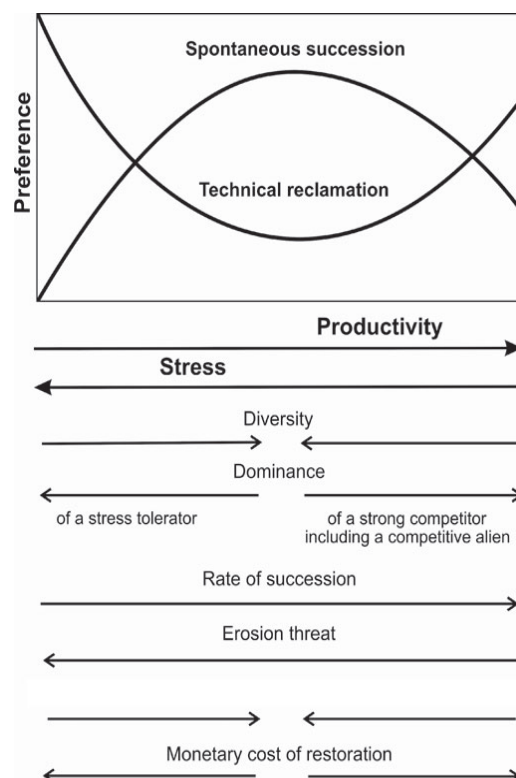 Spontaneous succession
Technical reclamation
Preference
Productivity
Stress
Diversity
Dominance
of a stress tolerator
of a strong competitor
including a competitive alien
Rate of succession
Erosion threat
Monetary cost of restoration